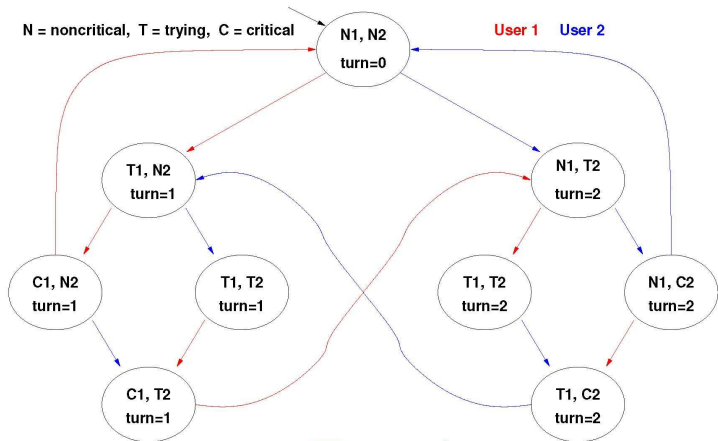 N = noncritical, T = trying, C = critical
N1, N2
turn=0
User 1 User 2
T1, N2
turn=1
N1, T2
turn=2
C1, N2
turn=1
T1, T2
turn=1
T1, T2
turn=2
N1, C2
turn=2
C1, T2
turn=1
T1, C2
turn=2